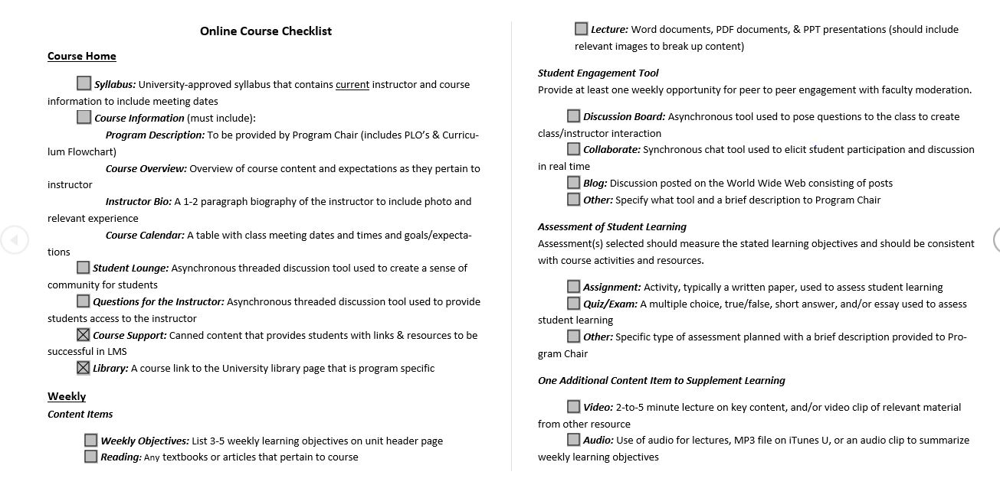 Online Course Checklist
Course Home
☐ Syllabus: University-approved syllabus that contains current instructor and course
information to include meeting dates
☐ Course Information (must include):
Program Description: To be provided by Program Chair (includes PLO's & Curricu-
lum Flowchart)
Course Overview: Overview of course content and expectations as they pertain to
instructor
Instructor Bio: A 1-2 paragraph biography of the instructor to include photo and
relevant experience
Course Calendar: A table with class meeting dates and times and goals/expecta-
tions
☐ Student Lounge: Asynchronous threaded discussion tool used to create a sense of
community for students
☐ Questions for the Instructor: Asynchronous threaded discussion tool used to provide
students access to the instructor
☒ Course Support: Canned content that provides students with links & resources to be
successful in LMS
☒ Library: A course link to the University library page that is program specific
Weekly
Content Items
☐ Weekly Objectives: List 3-5 weekly learning objectives on unit header page
☐ Reading: Any textbooks or articles that pertain to course
☐ Lecture: Word documents, PDF documents, & PPT presentations (should include
relevant images to break up content)
Student Engagement Tool
Provide at least one weekly opportunity for peer to peer engagement with faculty moderation.
☐ Discussion Board: Asynchronous tool used to pose questions to the class to create
class/instructor interaction
☐ Collaborate: Synchronous chat tool used to elicit student participation and discussion
in real time
☐ Blog: Discussion posted on the World Wide Web consisting of posts
☐ Other: Specify what tool and a brief description to Program Chair
Assessment of Student Learning
Assessment(s) selected should measure the stated learning objectives and should be consistent
with course activities and resources.
☐ Assignment: Activity, typically a written paper, used to assess student learning
☐ Quiz/Exam: A multiple choice, true/false, short answer, and/or essay used to assess
student learning
☐ Other: Specific type of assessment planned with a brief description provided to Pro-
gram Chair
One Additional Content Item to Supplement Learning
☐ Video: 2-to-5 minute lecture on key content, and/or video clip of relevant material
from other resource
☐ Audio: Use of audio for lectures, MP3 file on iTunes U, or an audio clip to summarize
weekly learning objectives